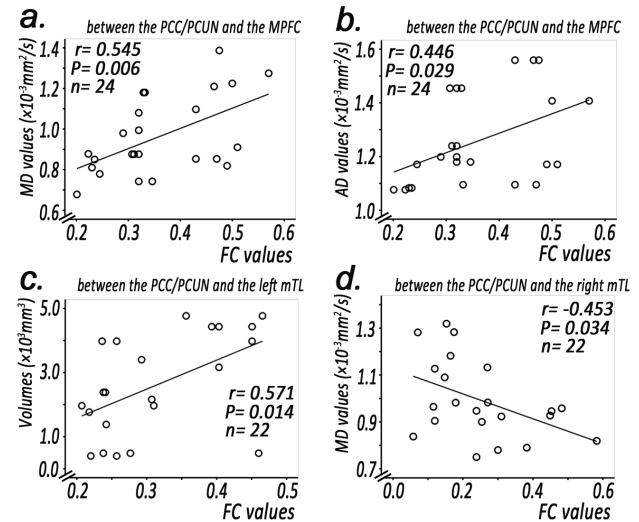 a.
between the PCC/PCUN and the MPFC
r= 0.545
P= 0.006
n= 24
MD values (×10⁻³mm²/s)
1.4
1.2
1.0
0.8
0.6
0.2 0.3 0.4 0.5 0.6
FC values
b.
between the PCC/PCUN and the MPFC
r= 0.446
P= 0.029
n= 24
AD values (×10⁻³mm²/s)
1.6
1.4
1.2
1.0
0.2 0.3 0.4 0.5 0.6
FC values
c.
between the PCC/PCUN and the left mTL
r= 0.571
P= 0.014
n= 22
Volumes (×10³mm³)
5.0
3.0
1.0
0.0
0.2 0.3 0.4 0.5
FC values
d.
between the PCC/PCUN and the right mTL
r= -0.453
P= 0.034
n= 22
MD values (×10⁻³mm²/s)
1.3
1.1
0.9
0.7
0.0 0.2 0.4 0.6
FC values